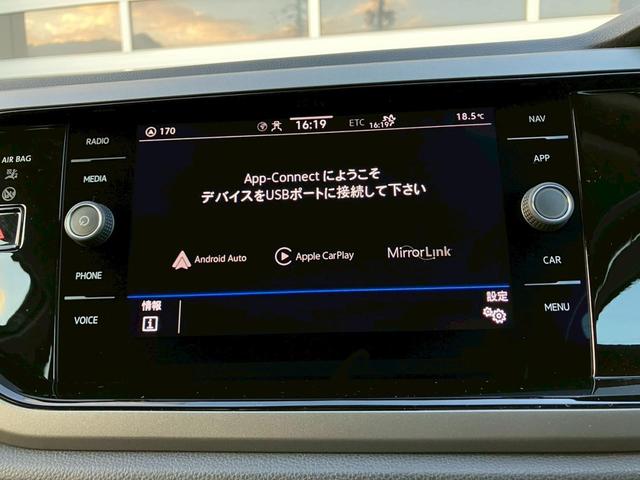 170
16:19
ETC
16:19
18.5℃
RADIO
NAV
AIR BAG
MEDIA
APP
App-Connect にようこそ
デバイスをUSBポートに接続して下さい
Android Auto
Apple CarPlay
MirrorLink
PHONE
CAR
情報
設定
VOICE
MENU